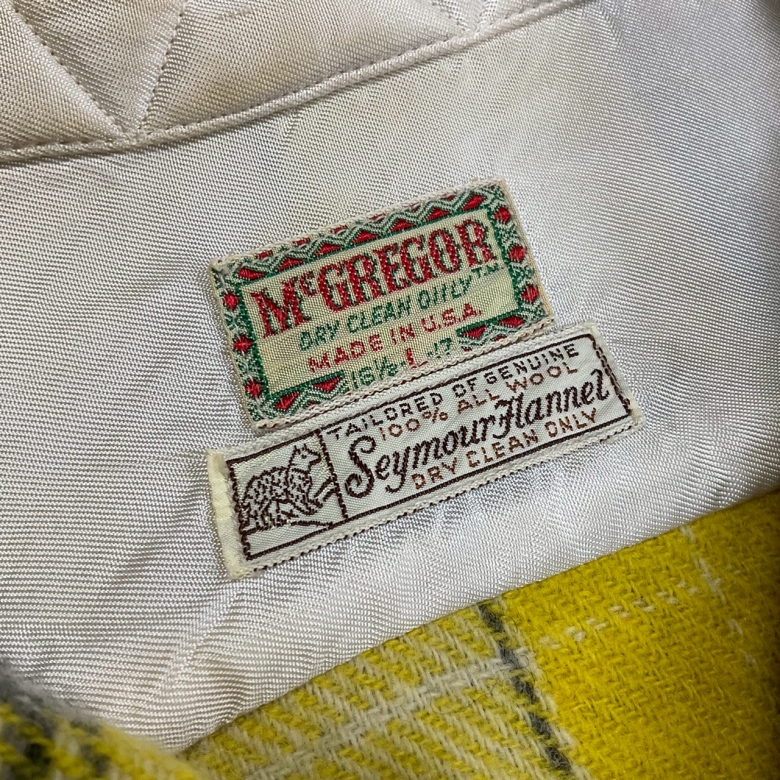 McGREGOR™
DRY CLEAN ONLY
MADE IN U.S.A.
16½-L-17
TAILORED OF GENUINE
100% ALL WOOL
Seymour Flannel
DRY CLEAN ONLY